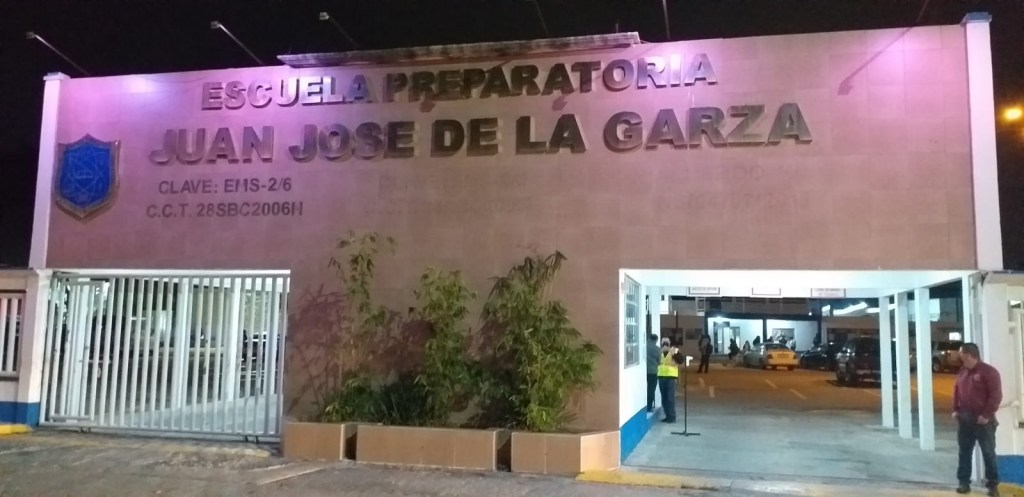 ESCUELA PREPARATORIA
JUAN JOSE DE LA GARZA
CLAVE: EMS-2/6
C.C.T. 28SBC2006H